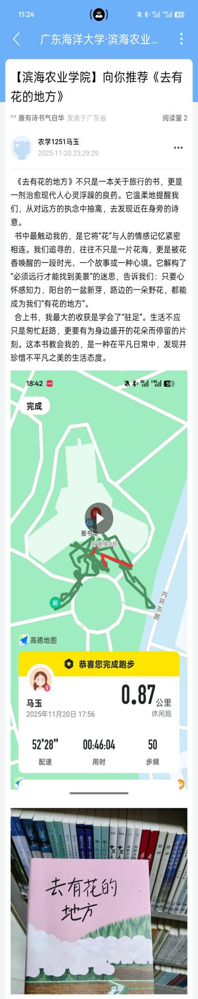 11:24
5G
5G
83
广东海洋大学·滨海农业...
【滨海农业学院】向你推荐《去有
花的地方》
腹有诗书气自华 发表于广东省
阅读量 2
农学1251马玉
2025-11-20 23:29:29
《去有花的地方》不只是一本关于旅行的书，更是
一剂治愈现代人心灵浮躁的良药。它温柔地提醒我
们，从对远方的执念中抽离，去发现近在身旁的诗
意。
书中最触动我的，是它将“花”与人的情感记忆紧密
相连。我们追寻的，往往不只是一片花海，更是被花
香唤醒的一段时光、一个故事或一种心境。它解构了
“必须远行才能找到美景”的迷思，告诉我们：只要心
怀感知力，阳台的一盆新芽，路边的一朵野花，都能
成为我们“有花的地方”。
合上书，我最大的收获是学会了“驻足”。生活不应
只是匆忙赶路，更要有为身边盛开的花朵而停留的片
刻。这本书教会我的，是一种在平凡日常中，发现并
珍惜不平凡之美的生活态度。
18:42
5G
5G
59
完成
终
图书馆
钟海楼B栋
起
内环东路
高德地图
恭喜您完成跑步
0.87公里
马玉
2025年11月20日 17:56
休闲跑
52'28"
00:46:04
50
配速
用时
步频
去有花的
地方